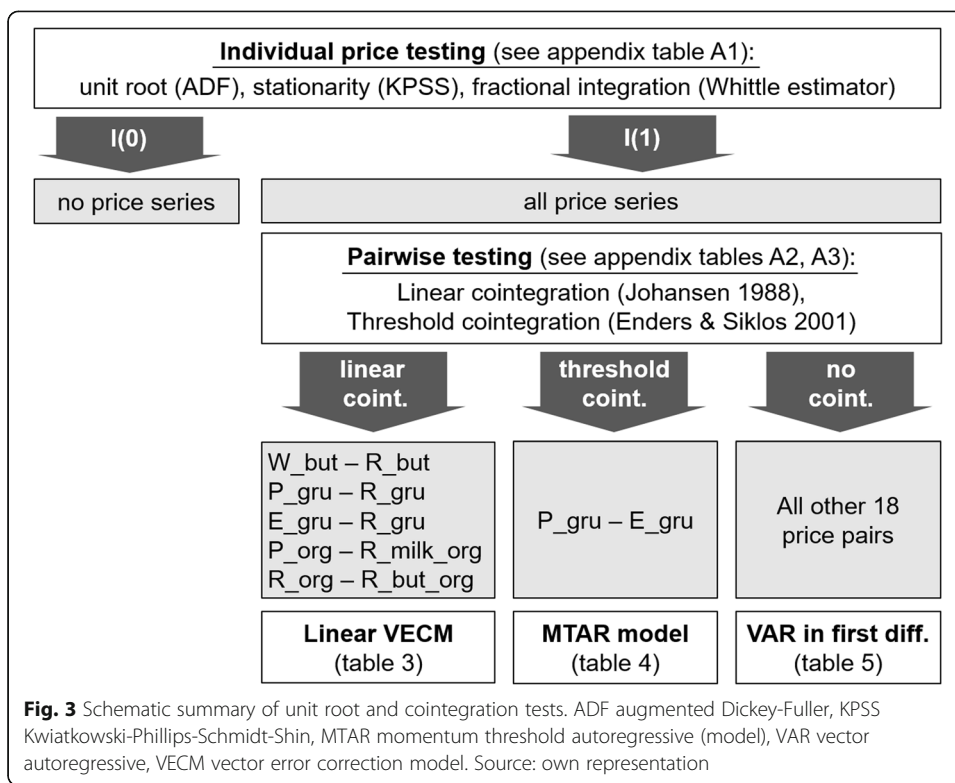 Individual price testing (see appendix table A1):
unit root (ADF), stationarity (KPSS), fractional integration (Whittle estimator)
I(0)
I(1)
no price series
all price series
Pairwise testing (see appendix tables A2, A3):
Linear cointegration (Johansen 1988),
Threshold cointegration (Enders & Siklos 2001)
linear
coint.
threshold
coint.
no
coint.
W_but – R_but
P_gru – R_gru
E_gru – R_gru
P_org – R_milk_org
R_org – R_but_org
P_gru – E_gru
All other 18
price pairs
Linear VECM
(table 3)
MTAR model
(table 4)
VAR in first diff.
(table 5)
Fig. 3 Schematic summary of unit root and cointegration tests. ADF augmented Dickey-Fuller, KPSS
Kwiatkowski-Phillips-Schmidt-Shin, MTAR momentum threshold autoregressive (model), VAR vector
autoregressive, VECM vector error correction model. Source: own representation